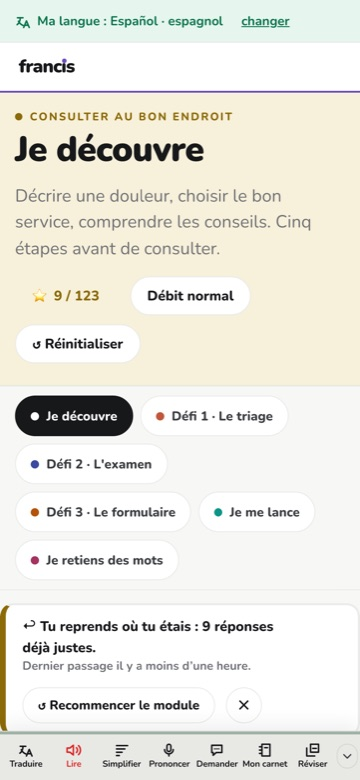 Ma langue : Español · espagnol changer
francis
CONSULTER AU BON ENDROIT
Je découvre
Décrire une douleur, choisir le bon
service, comprendre les conseils. Cinq
étapes avant de consulter.
⭐ 9 / 123 Débit normal
↺ Réinitialiser
Je découvre Défi 1 · Le triage
Défi 2 · L'examen
Défi 3 · Le formulaire Je me lance
Je retiens des mots
↩ Tu reprends où tu étais : 9 réponses
déjà justes.
Dernier passage il y a moins d'une heure.
↺ Recommencer le module ✕
Traduire Lire Simplifier Prononcer Demander Mon carnet Réviser